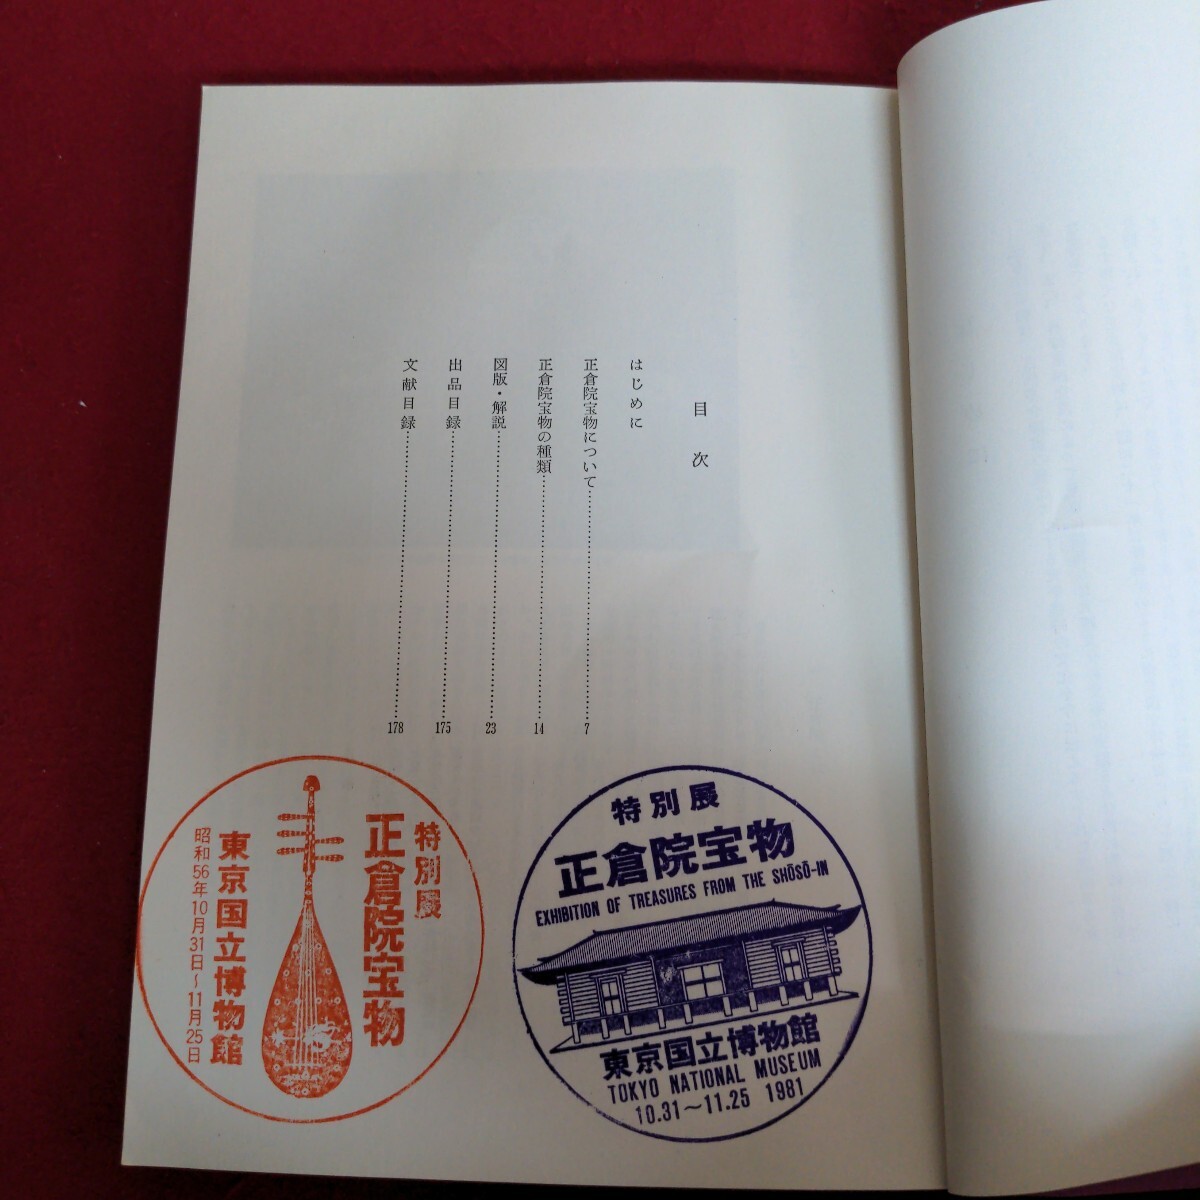 目次
はじめに
正倉院宝物について 7
正倉院宝物の種類 14
図版・解説 23
出品目録 175
文献目録 178
特別展
正倉院宝物
東京国立博物館
昭和56年10月31日～11月25日
特別展
正倉院宝物
EXHIBITION OF TREASURES FROM THE SHŌSŌ-IN
東京国立博物館
TOKYO NATIONAL MUSEUM
10.31～11.25 1981